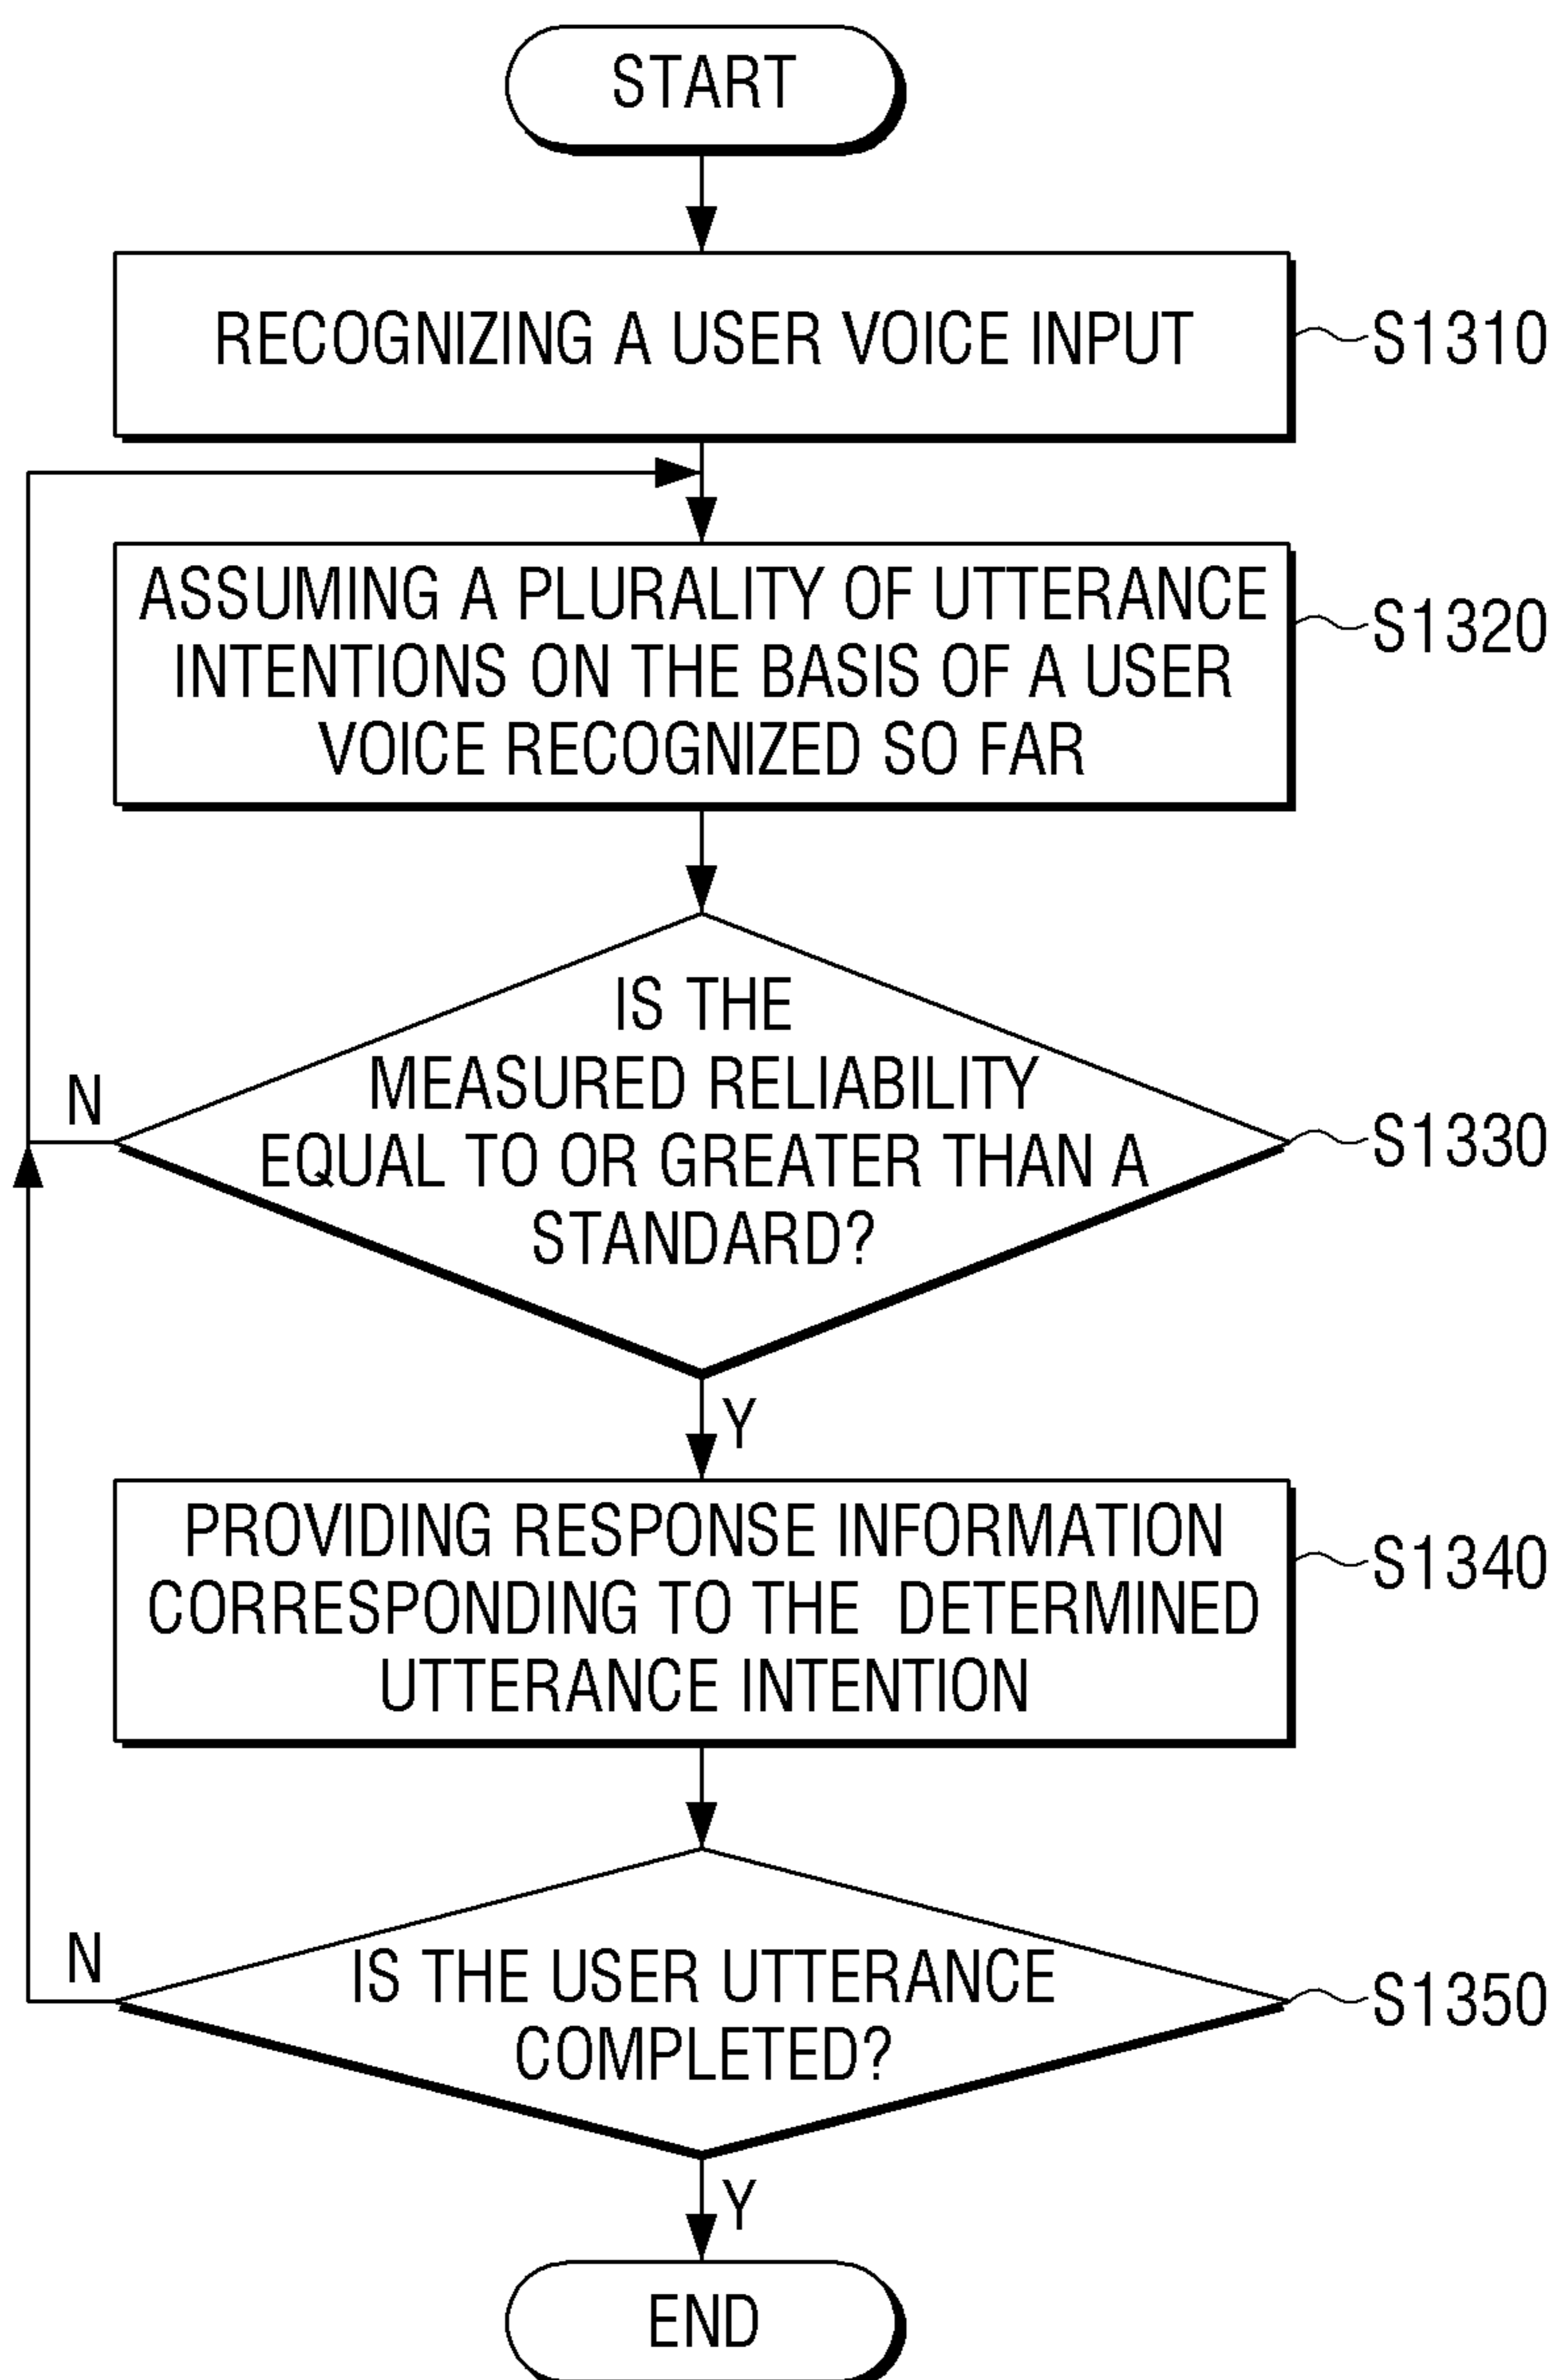 START
RECOGNIZING A USER VOICE INPUT
S1310
ASSUMING A PLURALITY OF UTTERANCE
INTENTIONS ON THE BASIS OF A USER
VOICE RECOGNIZED SO FAR
S1320
IS THE
MEASURED RELIABILITY
EQUAL TO OR GREATER THAN A
STANDARD?
N
S1330
Y
PROVIDING RESPONSE INFORMATION
CORRESPONDING TO THE DETERMINED
UTTERANCE INTENTION
S1340
IS THE USER UTTERANCE
COMPLETED?
N
S1350
Y
END